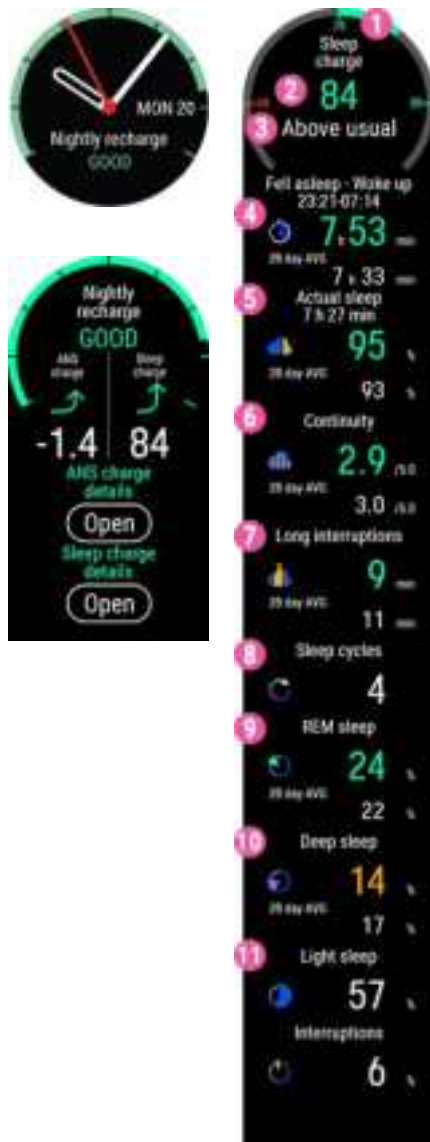 MON 20
Nightly recharge
GOOD
Nightly
recharge
GOOD
ANS
charge
Sleep
charge
-1.4
84
ANS charge
details
Open
Sleep charge
details
Open
1
Sleep
charge
2
84
3
Above usual
Fell asleep - Woke up
23:21-07:14
4
7 h 53 min
28 day AVG
7 h 33 min
5
Actual sleep
7 h 27 min
95 %
28 day AVG
93 %
6
Continuity
2.9 /5.0
28 day AVG
3.0 /5.0
7
Long interruptions
9 min
28 day AVG
11 min
8
Sleep cycles
4
9
REM sleep
24 %
28 day AVG
22 %
10
Deep sleep
14 %
28 day AVG
17 %
11
Light sleep
57 %
Interruptions
6 %